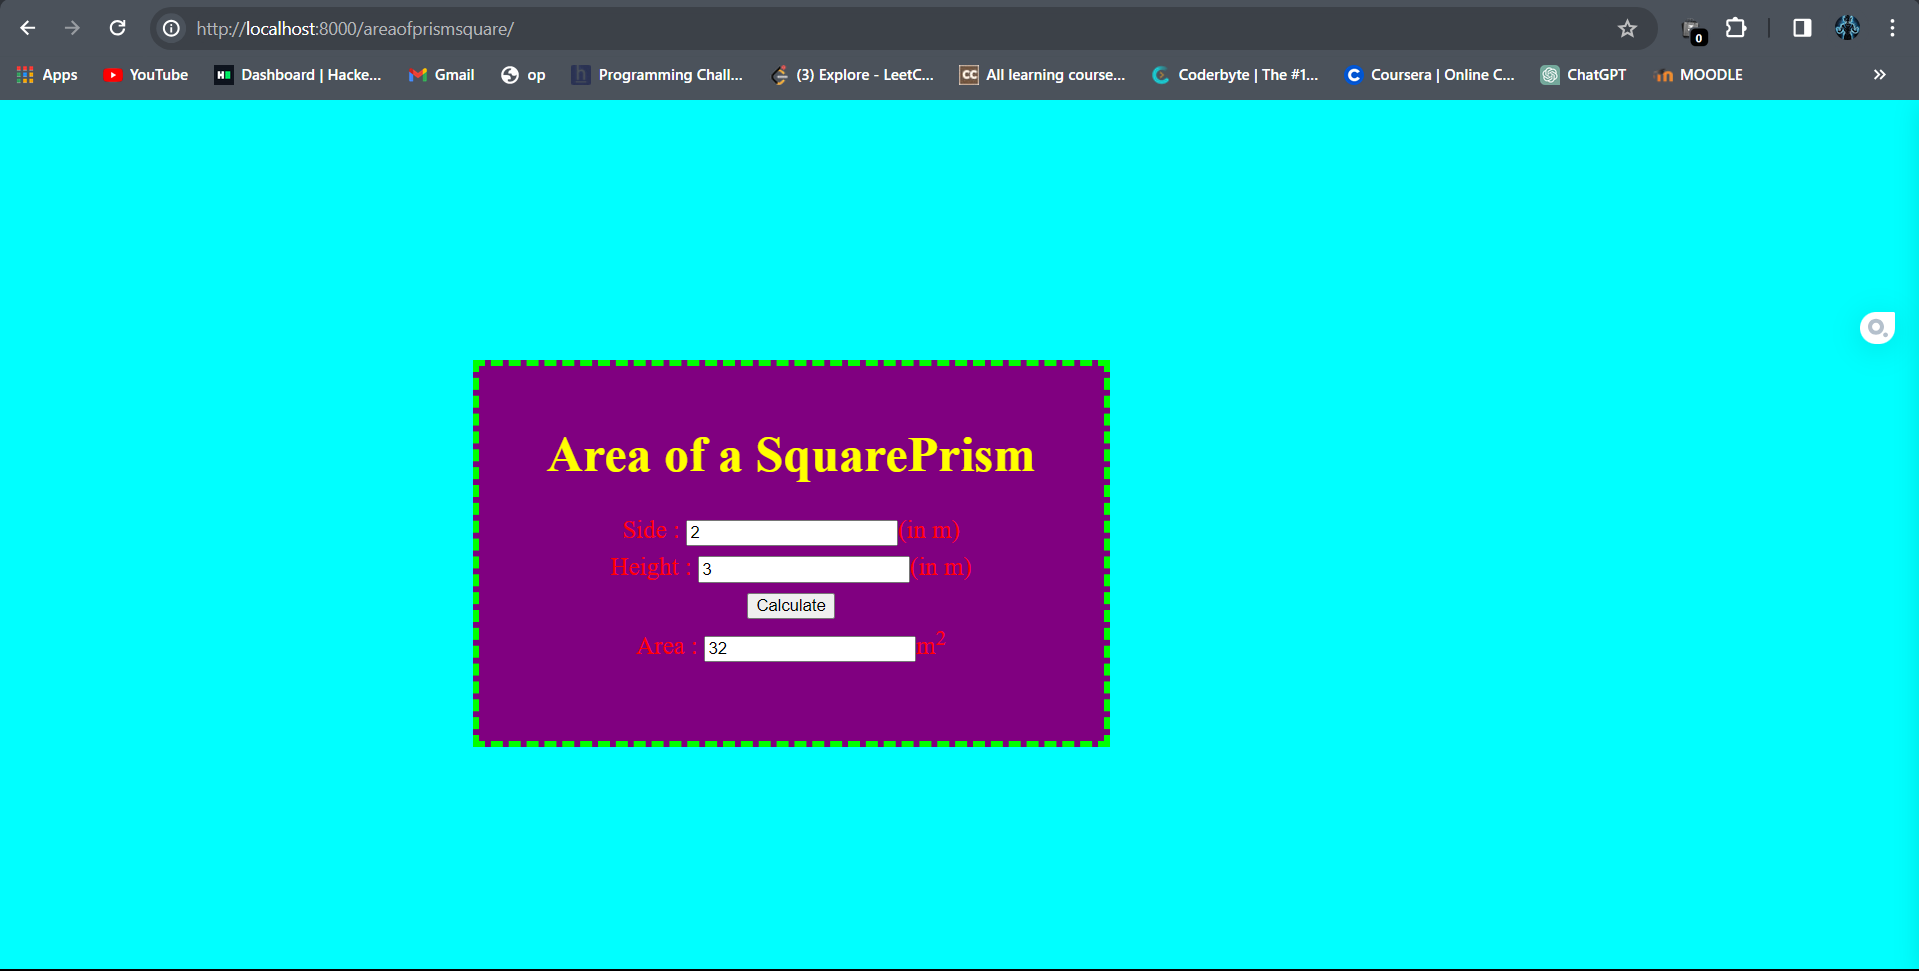 http://localhost:8000/areaofprismsquare/
0
Apps YouTube Dashboard | Hacke... Gmail op Programming Chall... (3) Explore - LeetC... All learning course... Coderbyte | The #1... Coursera | Online C... ChatGPT MOODLE
Area of a SquarePrism
Side : 2 (in m)
Height : 3 (in m)
Calculate
Area : 32 m²